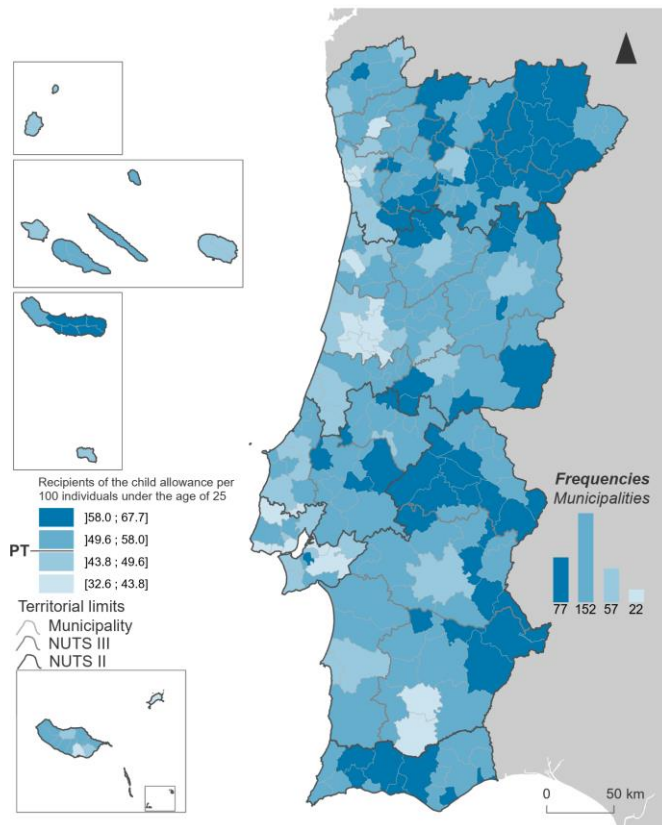 Recipients of the child allowance per
100 individuals under the age of 25
]58.0 ; 67.7]
]49.6 ; 58.0]
PT
]43.8 ; 49.6]
[32.6 ; 43.8]
Territorial limits
Municipality
NUTS III
NUTS II
Frequencies
Municipalities
77 152 57 22
0 50 km